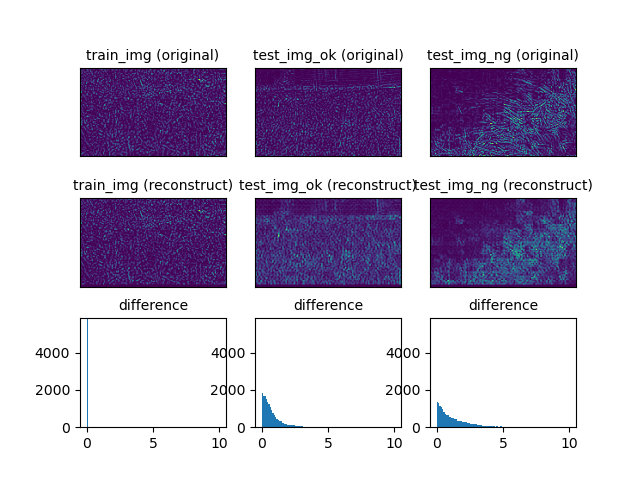 train_img (original) test_img_ok (original) test_img_ng (original)
train_img (reconstruct) test_img_ok (reconstruct) test_img_ng (reconstruct)
difference difference difference
4000 4000 4000
2000 2000 2000
0 0 0
0 5 10 0 5 10 0 5 10